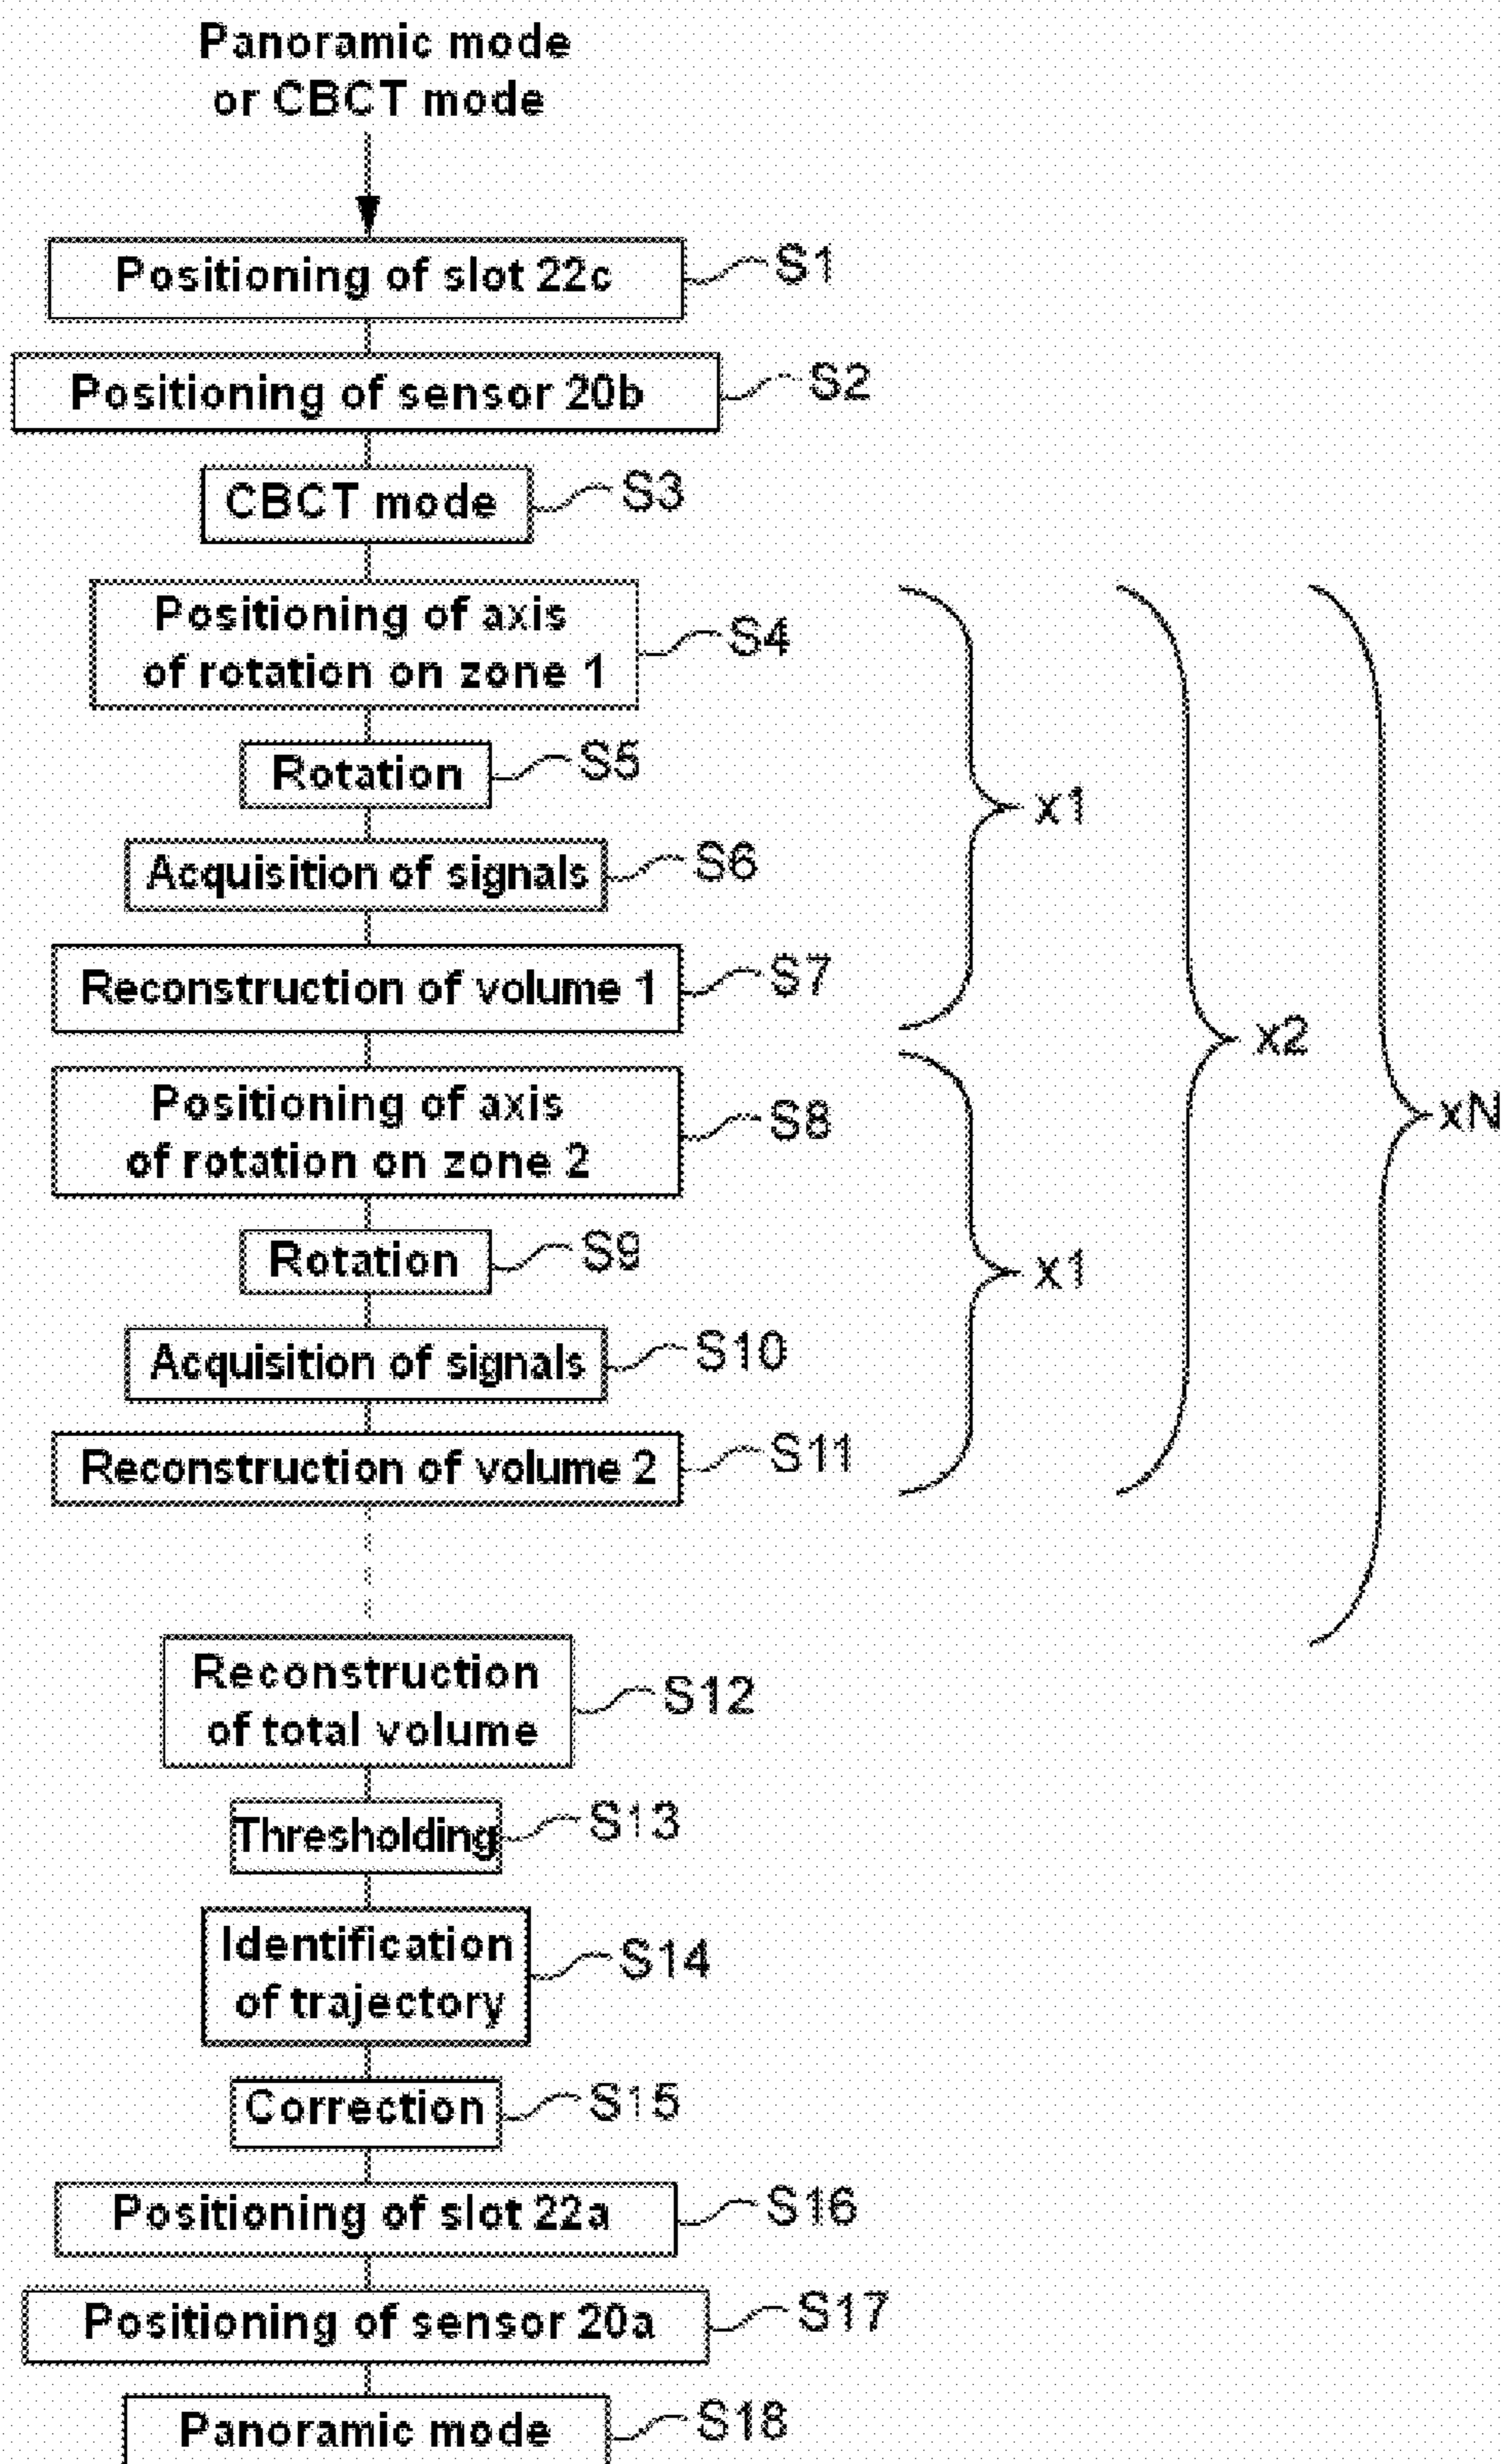 Panoramic mode
or CBCT mode
Positioning of slot 22c
S1
Positioning of sensor 20b
S2
CBCT mode
S3
Positioning of axis
of rotation on zone 1
S4
Rotation
S5
x1
Acquisition of signals
S6
Reconstruction of volume 1
S7
x2
Positioning of axis
of rotation on zone 2
S8
xN
Rotation
S9
x1
Acquisition of signals
S10
Reconstruction of volume 2
S11
Reconstruction
of total volume
S12
Thresholding
S13
Identification
of trajectory
S14
Correction
S15
Positioning of slot 22a
S16
Positioning of sensor 20a
S17
Panoramic mode
S18